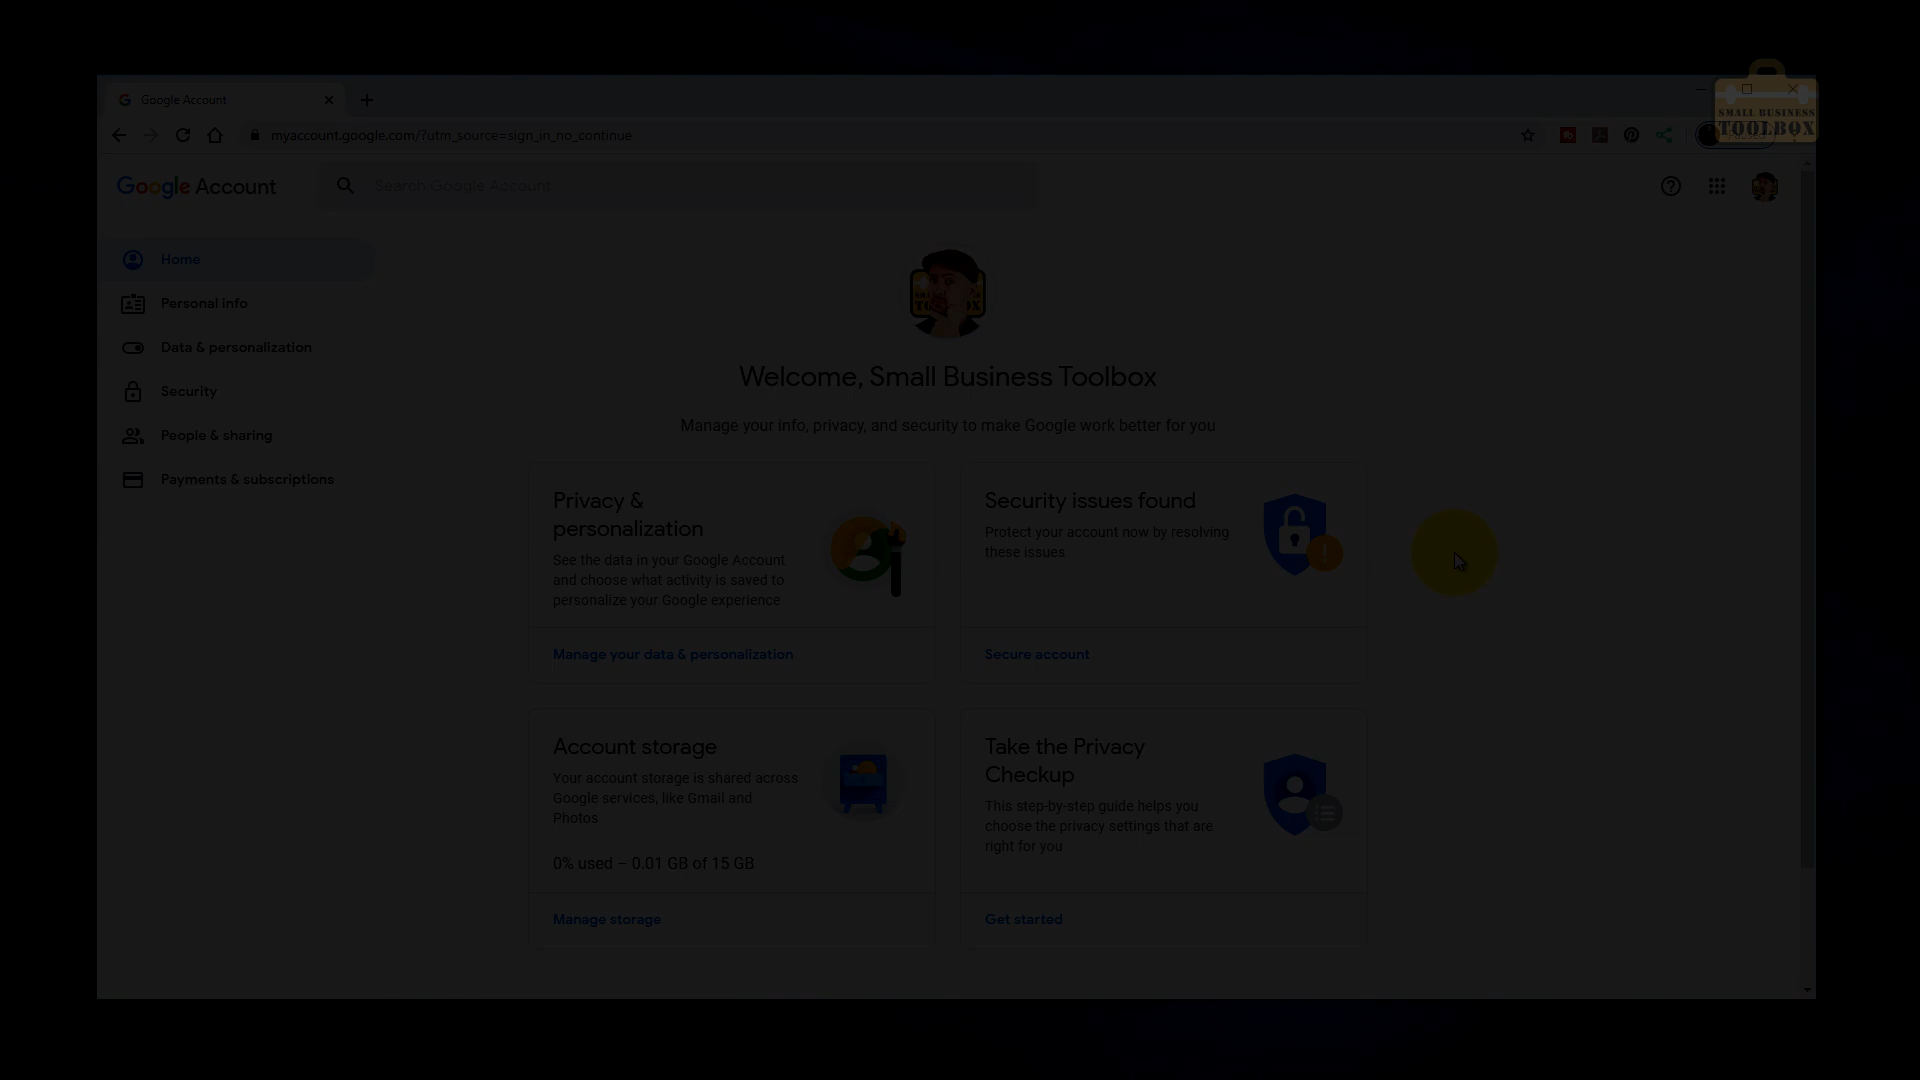 Google Account
SMALL BUSINESS
TOOLBOX
myaccount.google.com/?utm_source=sign_in_no_continue
Google Account
Search Google Account
Home
Personal info
Data & personalization
Security
People & sharing
Payments & subscriptions
Welcome, Small Business Toolbox
Manage your info, privacy, and security to make Google work better for you
Privacy &
personalization
See the data in your Google Account
and choose what activity is saved to
personalize your Google experience
Manage your data & personalization
Security issues found
Protect your account now by resolving
these issues
Secure account
Account storage
Your account storage is shared across
Google services, like Gmail and
Photos
0% used – 0.01 GB of 15 GB
Manage storage
Take the Privacy
Checkup
This step-by-step guide helps you
choose the privacy settings that are
right for you
Get started